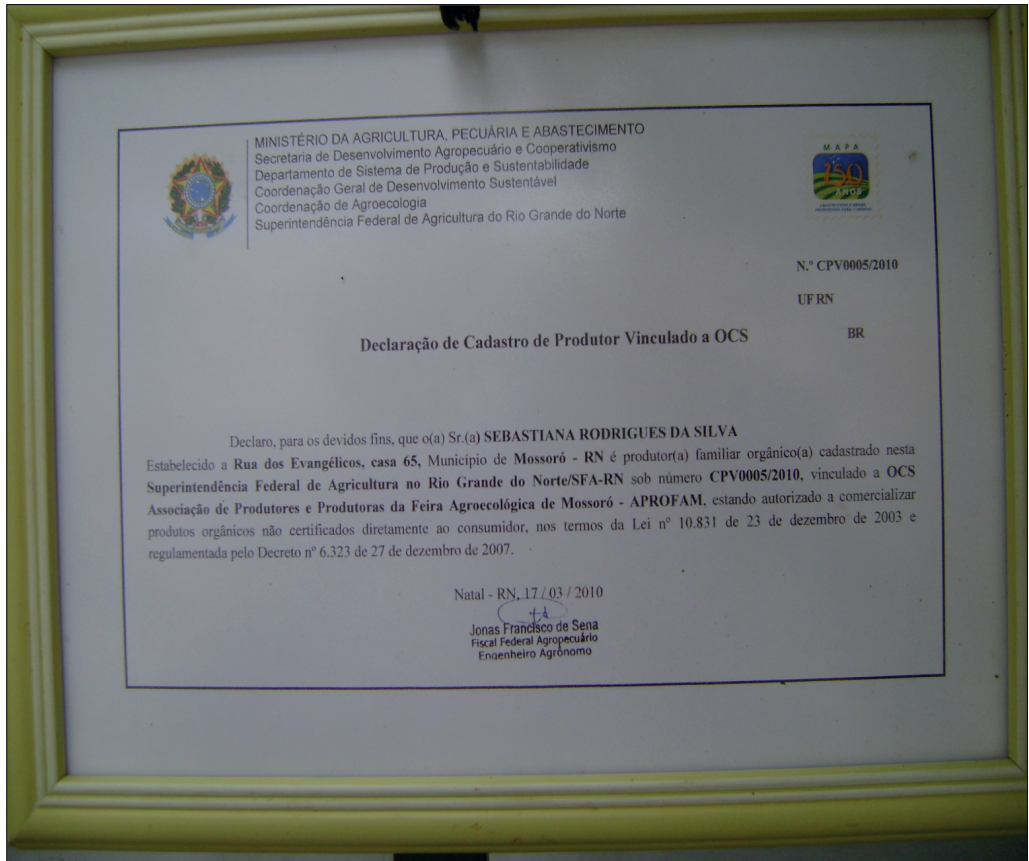 MINISTÉRIO DA AGRICULTURA, PECUÁRIA E ABASTECIMENTO
Secretaria de Desenvolvimento Agropecuário e Cooperativismo
Departamento de Sistema de Produção e Sustentabilidade
Coordenação Geral de Desenvolvimento Sustentável
Coordenação de Agroecologia
Superintendência Federal de Agricultura do Rio Grande do Norte
MAPA
150
ANOS
N.º CPV0005/2010
UF RN
BR
Declaração de Cadastro de Produtor Vinculado a OCS
Declaro, para os devidos fins, que o(a) Sr.(a) SEBASTIANA RODRIGUES DA SILVA
Estabelecido a Rua dos Evangélicos, casa 65, Município de Mossoró - RN é produtor(a) familiar orgânico(a) cadastrado nesta
Superintendência Federal de Agricultura no Rio Grande do Norte/SFA-RN sob número CPV0005/2010, vinculado a OCS
Associação de Produtores e Produtoras da Feira Agroecológica de Mossoró - APROFAM, estando autorizado a comercializar
produtos orgânicos não certificados diretamente ao consumidor, nos termos da Lei nº 10.831 de 23 de dezembro de 2003 e
regulamentada pelo Decreto nº 6.323 de 27 de dezembro de 2007.
Natal - RN, 17 / 03 / 2010
Jonas Francisco de Sena
Fiscal Federal Agropecuário
Engenheiro Agrônomo